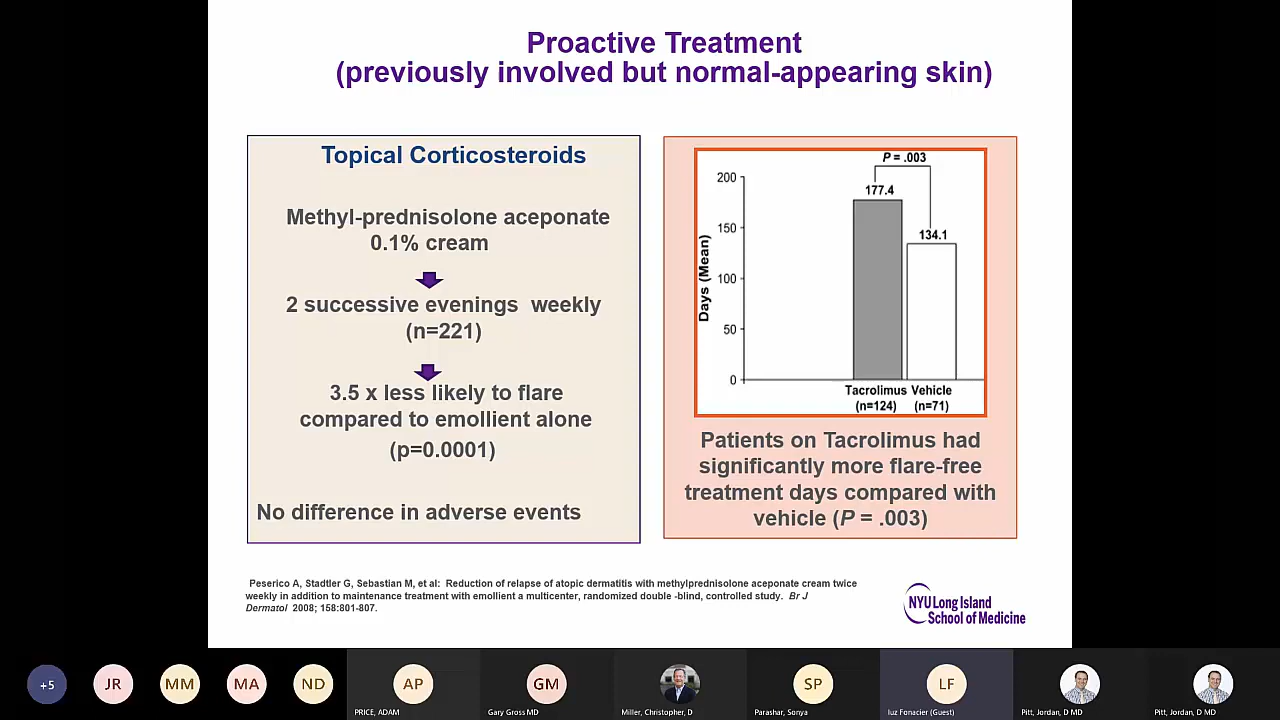 Proactive Treatment
(previously involved but normal-appearing skin)
Topical Corticosteroids
Methyl-prednisolone aceponate
0.1% cream
2 successive evenings weekly
(n=221)
3.5 x less likely to flare
compared to emollient alone
(p=0.0001)
No difference in adverse events
P = .003
200
177.4
150
134.1
100
50
0
Days (Mean)
Tacrolimus Vehicle
(n=124) (n=71)
Patients on Tacrolimus had
significantly more flare-free
treatment days compared with
vehicle (P = .003)
Peserico A, Stadtler G, Sebastian M, et al: Reduction of relapse of atopic dermatitis with methylprednisolone aceponate cream twice
weekly in addition to maintenance treatment with emollient a multicenter, randomized double -blind, controlled study. Br J
Dermatol 2008; 158:801-807.
NYU Long Island
School of Medicine
+5 JR MM MA ND AP GM SP LF
PRICE, ADAM Gary Gross MD Miller, Christopher, D Parashar, Sonya luz Fonacier (Guest) Pitt, Jordan, D MD Pitt, Jordan, D MD